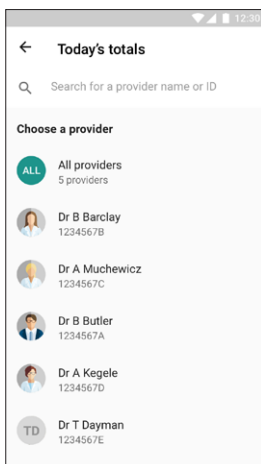 12:30
Today's totals
Search for a provider name or ID
Choose a provider
ALL
All providers
5 providers
Dr B Barclay
1234567B
Dr A Muchewicz
1234567C
Dr B Butler
1234567A
Dr A Kegele
1234567D
TD
Dr T Dayman
1234567E